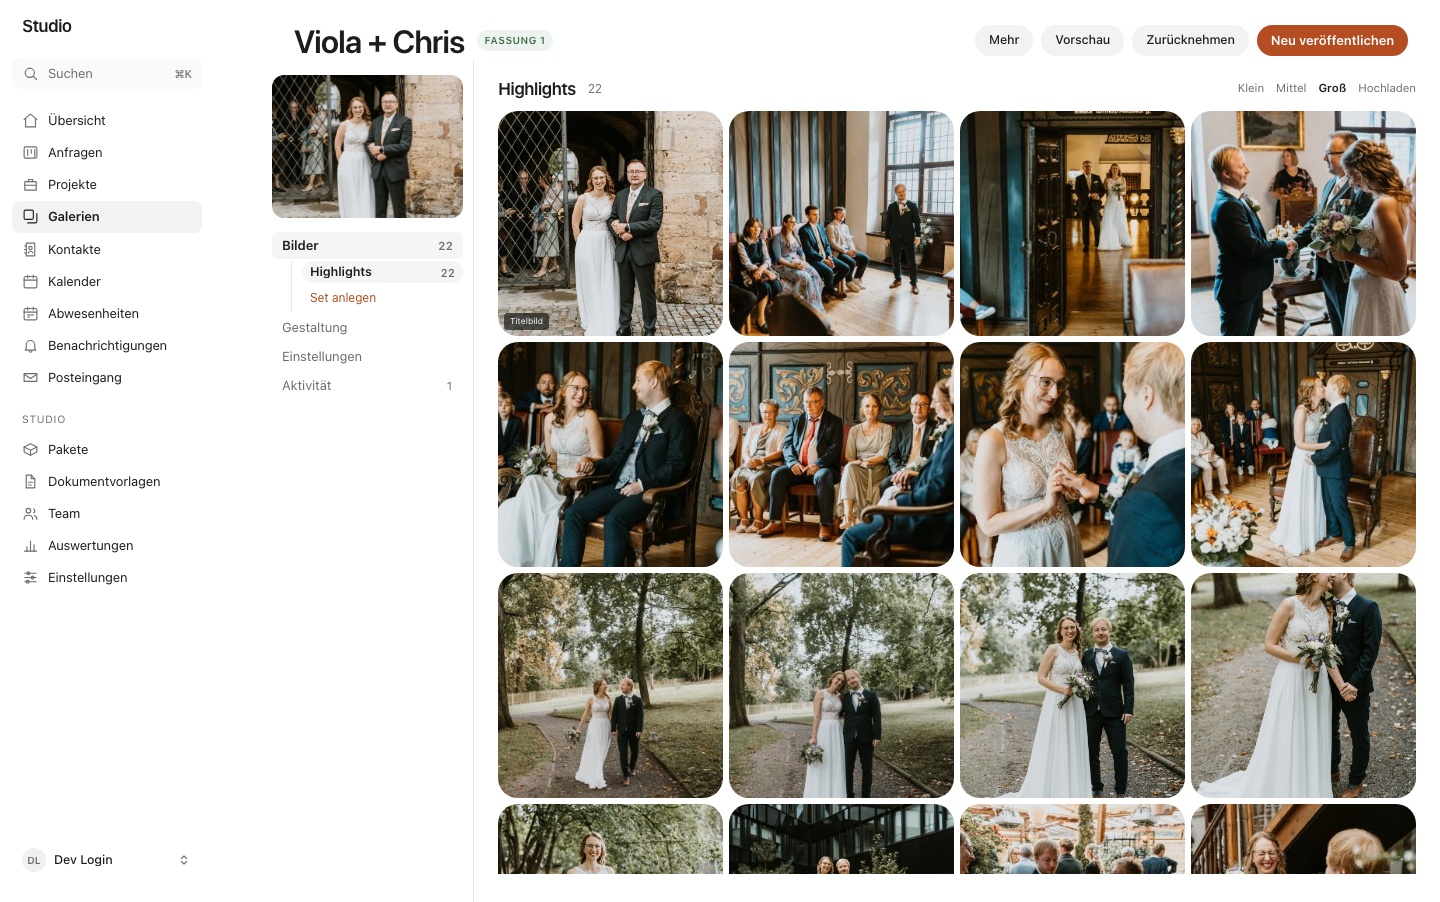 Studio
Suchen ⌘K
Übersicht
Anfragen
Projekte
Galerien
Kontakte
Kalender
Abwesenheiten
Benachrichtigungen
Posteingang
STUDIO
Pakete
Dokumentvorlagen
Team
Auswertungen
Einstellungen
DL Dev Login
Viola + Chris FASSUNG 1
Mehr Vorschau Zurücknehmen Neu veröffentlichen
Bilder 22
Highlights 22
Set anlegen
Gestaltung
Einstellungen
Aktivität 1
Highlights 22
Klein Mittel Groß Hochladen
Titelbild